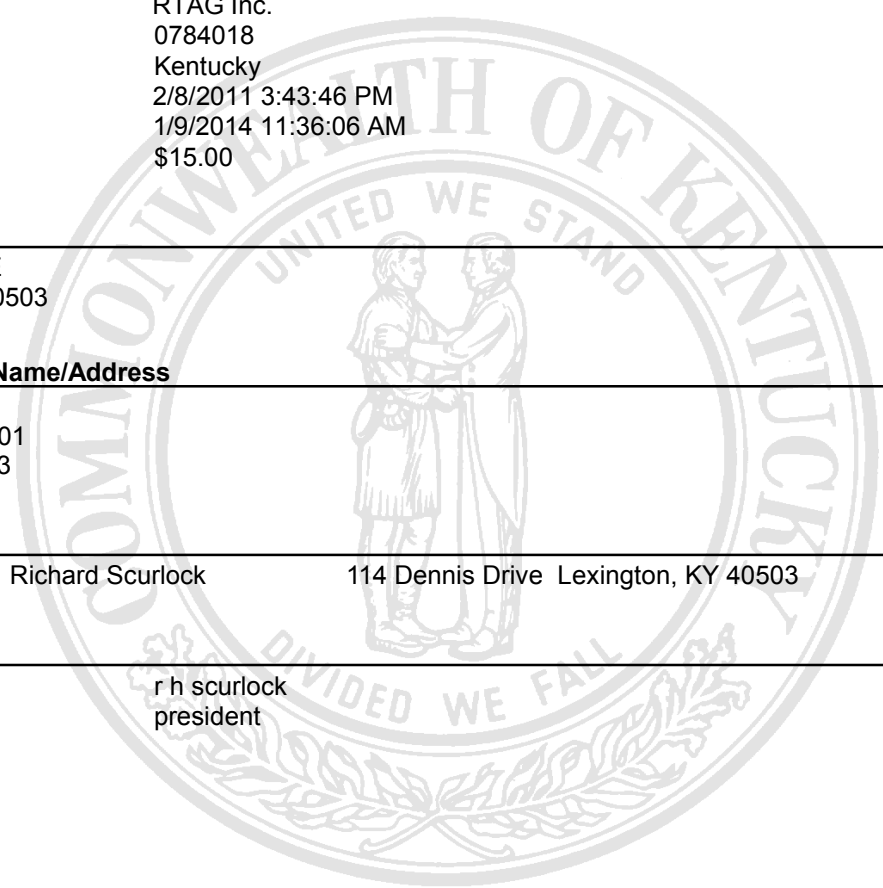 RTAG Inc.
0784018
Kentucky
2/8/2011 3:43:46 PM
1/9/2014 11:36:06 AM
$15.00
0503
Name/Address
01
3
Richard Scurlock 114 Dennis Drive Lexington, KY 40503
r h scurlock
president
COMMONWEALTH OF KENTUCKY
UNITED WE STAND
DIVIDED WE FALL